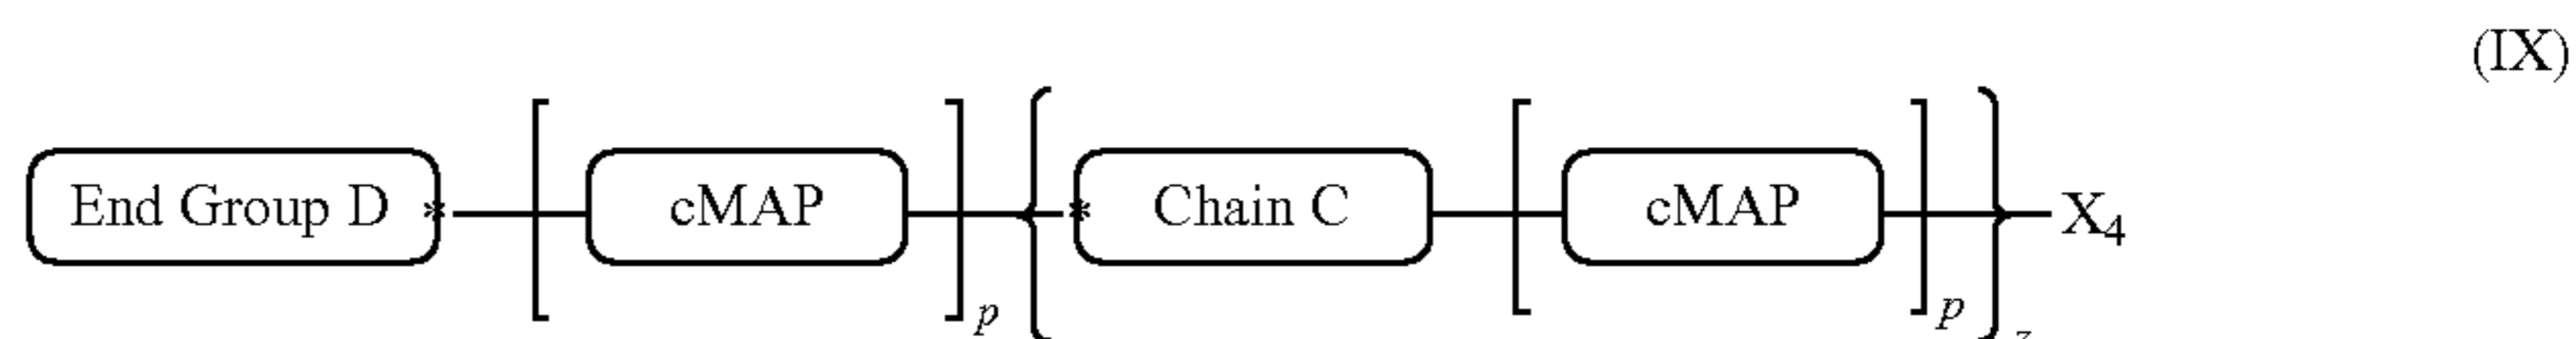 (IX)
End Group D * [ cMAP ]p { * Chain C [ cMAP ]p }z X4